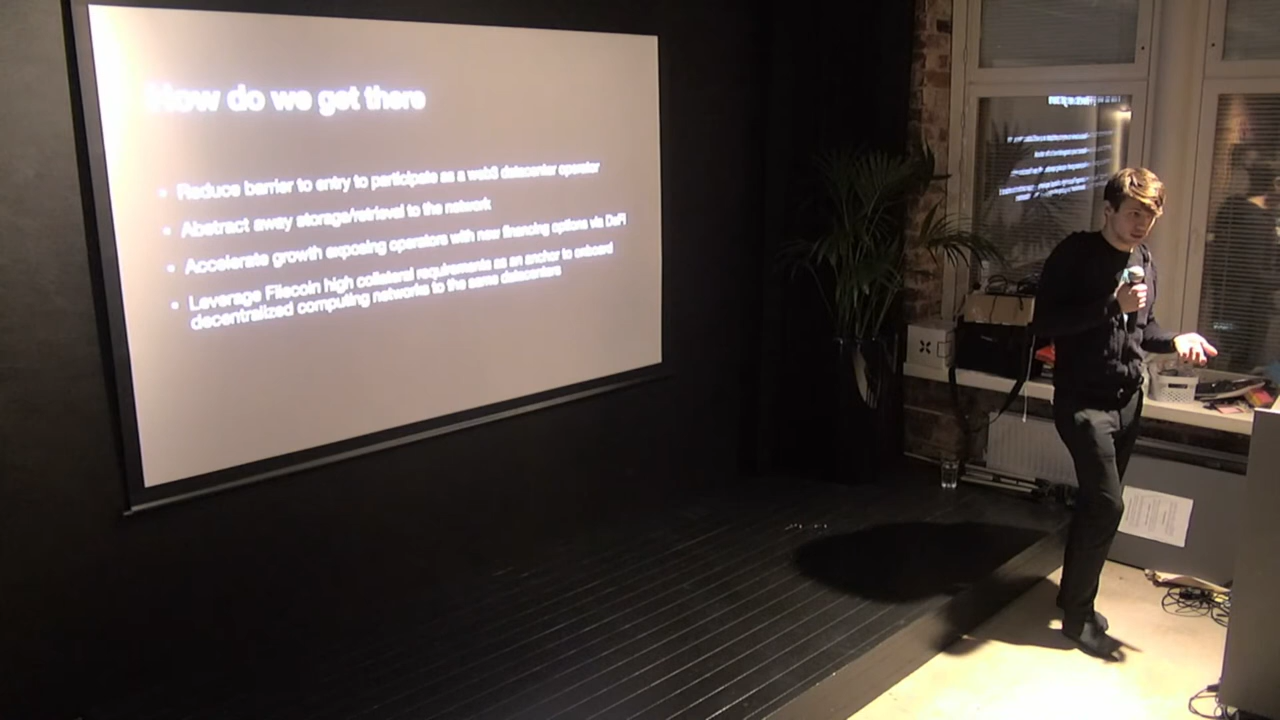 How do we get there
• Reduce barrier to entry to participate as a web3 datacenter operator
• Abstract away storage/retrieval to the network
• Accelerate growth exposing operators with new financing options via DeFi
• Leverage Filecoin high collateral requirements as an anchor to onboard
decentralized computing networks to the same datacenters